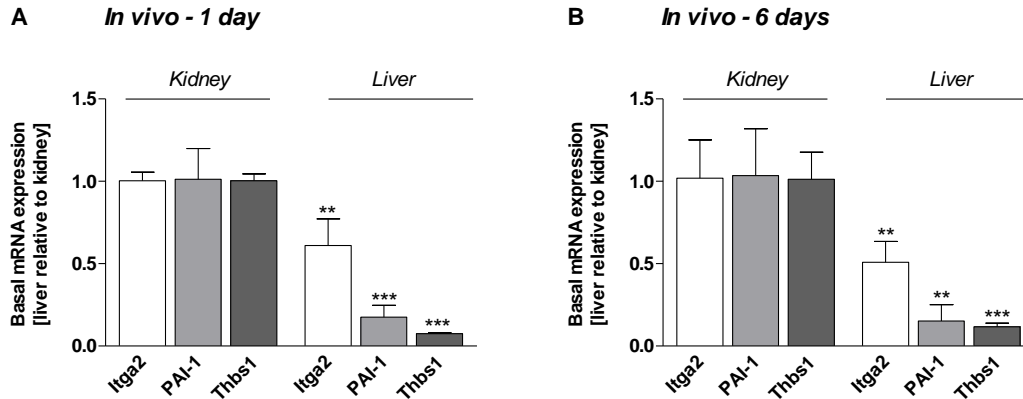 A In vivo - 1 day
Kidney Liver
Basal mRNA expression
[liver relative to kidney]
1.5
1.0
0.5
0.0
** *** ***
Itga2 PAI-1 Thbs1 Itga2 PAI-1 Thbs1
B In vivo - 6 days
Kidney Liver
Basal mRNA expression
[liver relative to kidney]
1.5
1.0
0.5
0.0
** ** ***
Itga2 PAI-1 Thbs1 Itga2 PAI-1 Thbs1